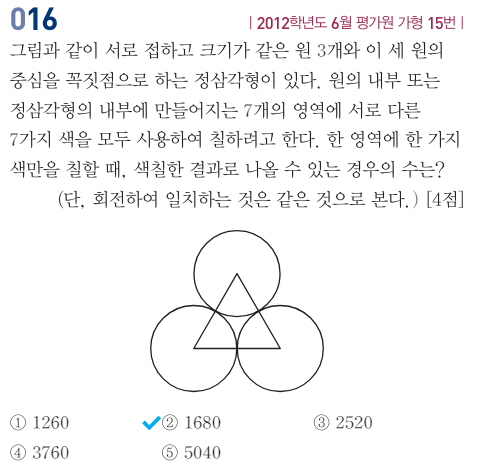 016
| 2012학년도 6월 평가원 가형 15번 |
그림과 같이 서로 접하고 크기가 같은 원 3개와 이 세 원의
중심을 꼭짓점으로 하는 정삼각형이 있다. 원의 내부 또는
정삼각형의 내부에 만들어지는 7개의 영역에 서로 다른
7가지 색을 모두 사용하여 칠하려고 한다. 한 영역에 한 가지
색만을 칠할 때, 색칠한 결과로 나올 수 있는 경우의 수는?
(단, 회전하여 일치하는 것은 같은 것으로 본다.) [4점]
① 1260 ② 1680 ③ 2520
④ 3760 ⑤ 5040